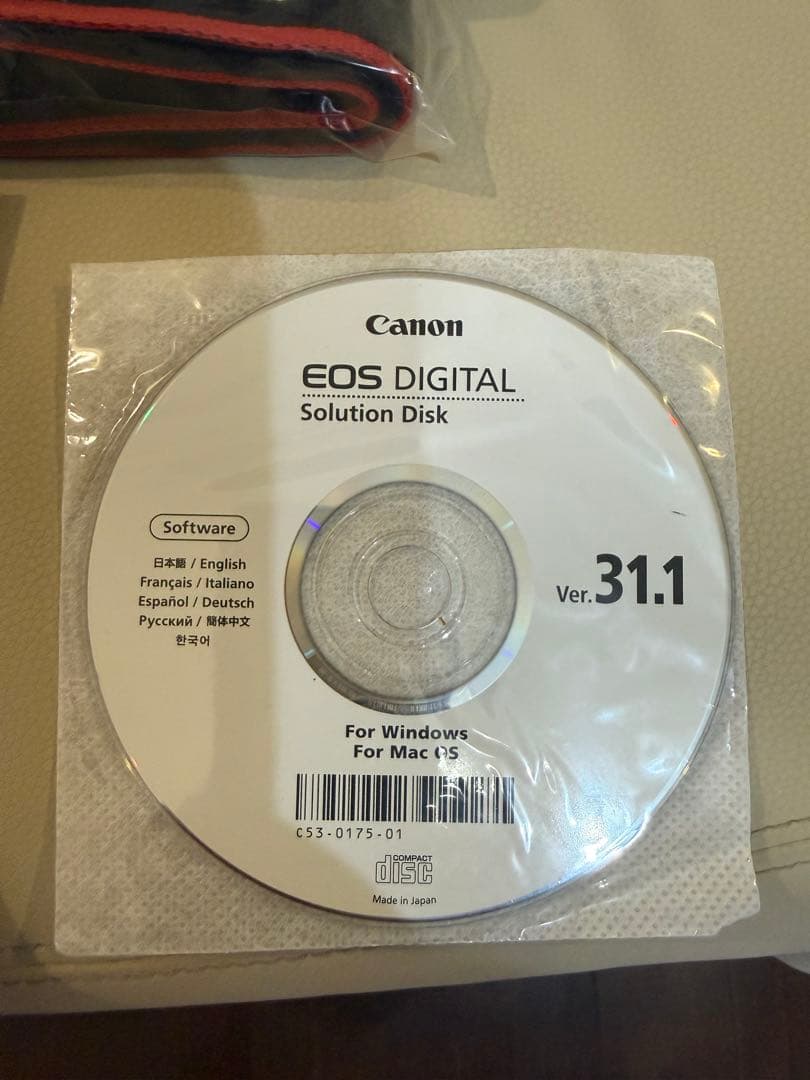 Canon
EOS DIGITAL
Solution Disk
Software
日本語 / English
Français / Italiano
Español / Deutsch
Русский / 簡体中文
한국어
Ver. 31.1
For Windows
For Mac OS
C53-0175-01
COMPACT
disc
Made in Japan